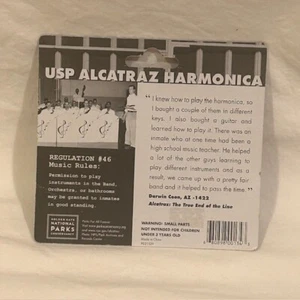 USP ALCATRAZ HARMONICA
"I knew how to play the harmonica, so
I bought a couple of them in different
keys. I also bought a guitar and
learned how to play it. There was an
inmate who at one time had been a
high school music teacher. He helped
a lot of the other guys learning to
play different instruments, and as a
result, we came up with a pretty fair
band and it helped to pass the time."
Darwin Coon, AZ -1422
Alcatraz: The True End of the Line
REGULATION #46
Music Rules:
Permission to play
instruments in the Band,
Orchestra, or bathroom
may be granted to inmates
in good standing.
GOLDEN GATE
NATIONAL
PARKS
CONSERVANCY
WARNING: SMALL PARTS
NOT INTENDED FOR CHILDREN
UNDER 3 YEARS OLD
Made in China